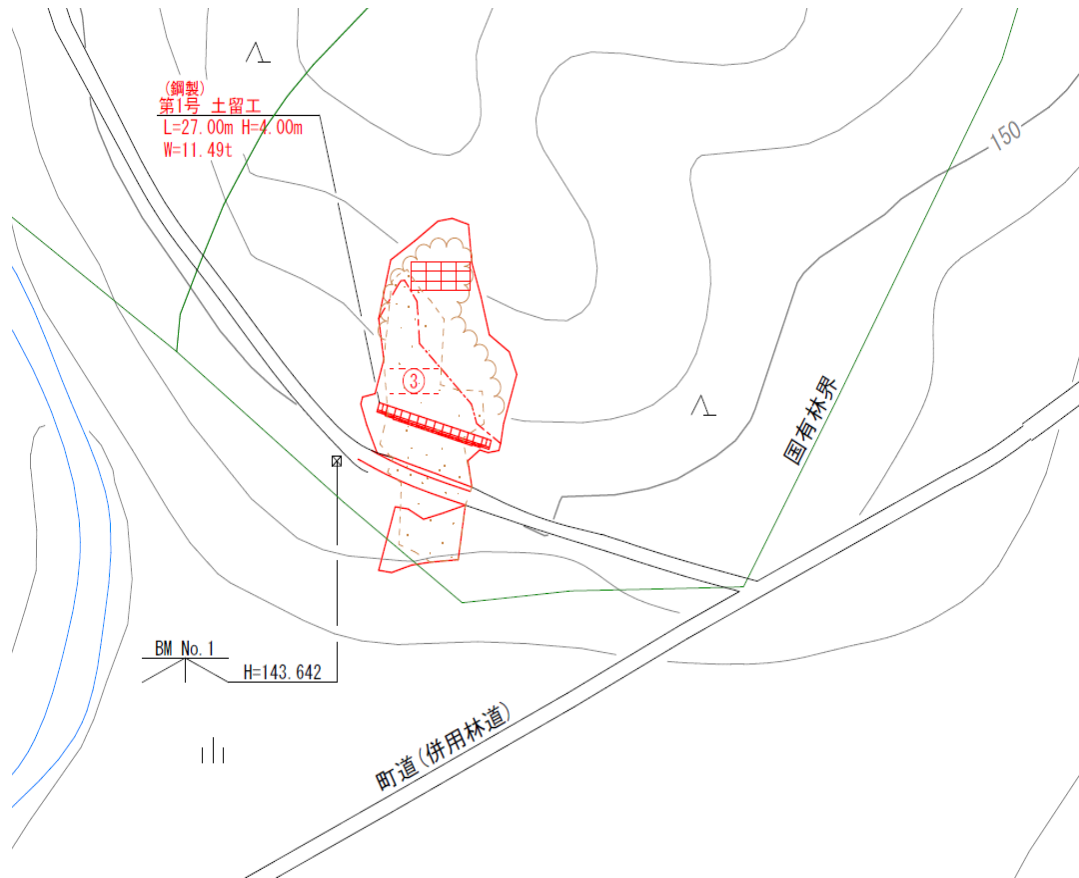 (鋼製)
第1号 土留工
L=27.00m H=4.00m
W=11.49t
150
③
国有林界
BM No.1
H=143.642
町道(併用林道)